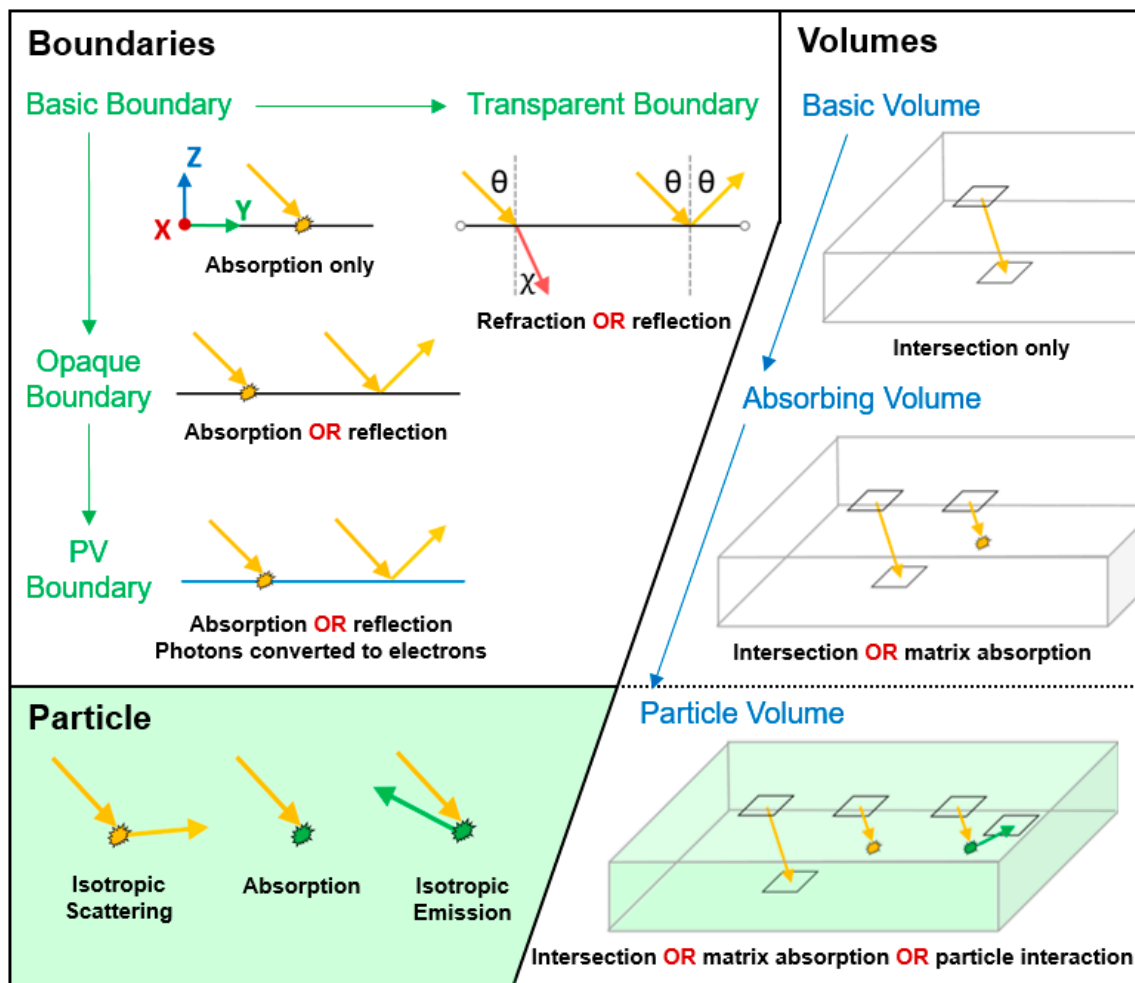 Boundaries
Basic Boundary
Transparent Boundary
Z
Y
X
Absorption only
θ
θ θ
χ
Refraction OR reflection
Opaque
Boundary
Absorption OR reflection
PV
Boundary
Absorption OR reflection
Photons converted to electrons
Volumes
Basic Volume
Intersection only
Absorbing Volume
Intersection OR matrix absorption
Particle
Isotropic
Scattering
Absorption
Isotropic
Emission
Particle Volume
Intersection OR matrix absorption OR particle interaction